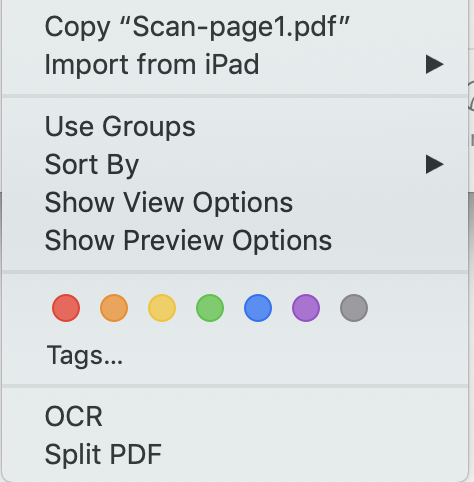 Copy “Scan-page1.pdf”
Import from iPad
Use Groups
Sort By
Show View Options
Show Preview Options
Tags...
OCR
Split PDF